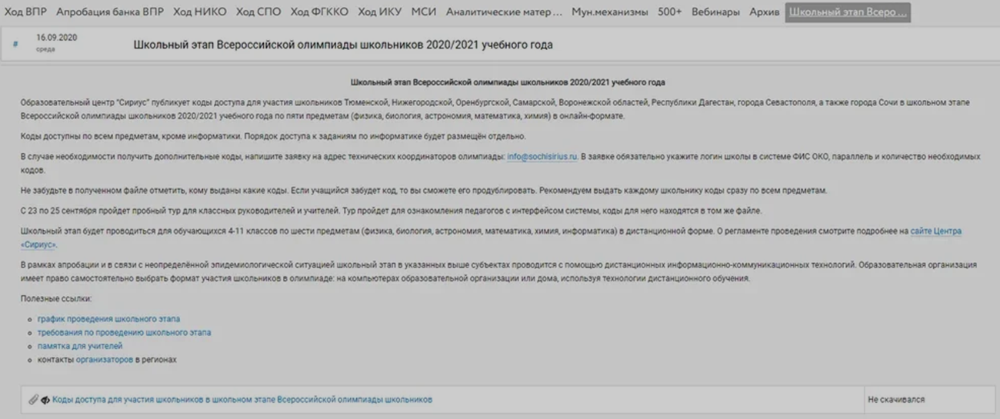 Ход ВПР Апробация банка ВПР Ход НИКО Ход СПО Ход ФГККО Ход ИКУ МСИ Аналитические матер ... Мун.механизмы 500+ Вебинары Архив Школьный этап Всеро ...
# 16.09.2020 Школьный этап Всероссийской олимпиады школьников 2020/2021 учебного года
среда
Школьный этап Всероссийской олимпиады школьников 2020/2021 учебного года
Образовательный центр "Сириус" публикует коды доступа для участия школьников Тюменской, Нижегородской, Оренбургской, Самарской, Воронежской областей, Республики Дагестан, города Севастополя, а также города Сочи в школьном этапе
Всероссийской олимпиады школьников 2020/2021 учебного года по пяти предметам (физика, биология, астрономия, математика, химия) в онлайн-формате.
Коды доступны по всем предметам, кроме информатики. Порядок доступа к заданиям по информатике будет размещён отдельно.
В случае необходимости получить дополнительные коды, напишите заявку на адрес технических координаторов олимпиады: info@sochisirius.ru. В заявке обязательно укажите логин школы в системе ФИС ОКО, параллель и количество необходимых
кодов.
Не забудьте в полученном файле отметить, кому выданы какие коды. Если учащийся забудет код, то вы сможете его продублировать. Рекомендуем выдать каждому школьнику коды сразу по всем предметам.
С 23 по 25 сентября пройдет пробный тур для классных руководителей и учителей. Тур пройдет для ознакомления педагогов с интерфейсом системы, коды для него находятся в том же файле.
Школьный этап будет проводиться для обучающихся 4-11 классов по шести предметам (физика, биология, астрономия, математика, химия, информатика) в дистанционной форме. О регламенте проведения смотрите подробнее на сайте Центра
«Сириус».
В рамках апробации и в связи с неопределённой эпидемиологической ситуацией школьный этап в указанных выше субъектах проводится с помощью дистанционных информационно-коммуникационных технологий. Образовательная организация
имеет право самостоятельно выбрать формат участия школьников в олимпиаде: на компьютерах образовательной организации или дома, используя технологии дистанционного обучения.
Полезные ссылки:
график проведения школьного этапа
требования по проведению школьного этапа
памятка для учителей
контакты организаторов в регионах
Коды доступа для участия школьников в школьном этапе Всероссийской олимпиады школьников Не скачивался